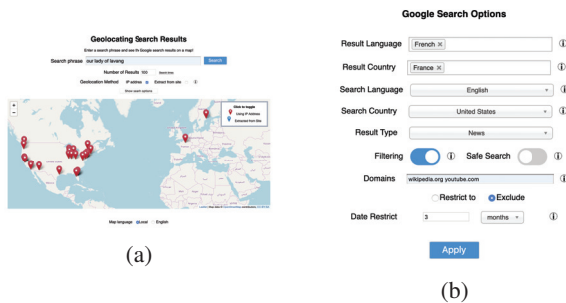 Geolocating Search Results
Enter a search phrase and see its Google search results on a map!
Search phrase our lady of lavang Search
Number of Results 100
Geolocation Method IP address Extract from site
Show search options
Click to toggle
Using IP Address
Extracted from Site
Map language Local English
(a)
Google Search Options
Result Language French ×
Result Country France ×
Search Language English
Search Country United States
Result Type News
Filtering Safe Search
Domains wikipedia.org youtube.com
Restrict to Exclude
Date Restrict 3 months
Apply
(b)